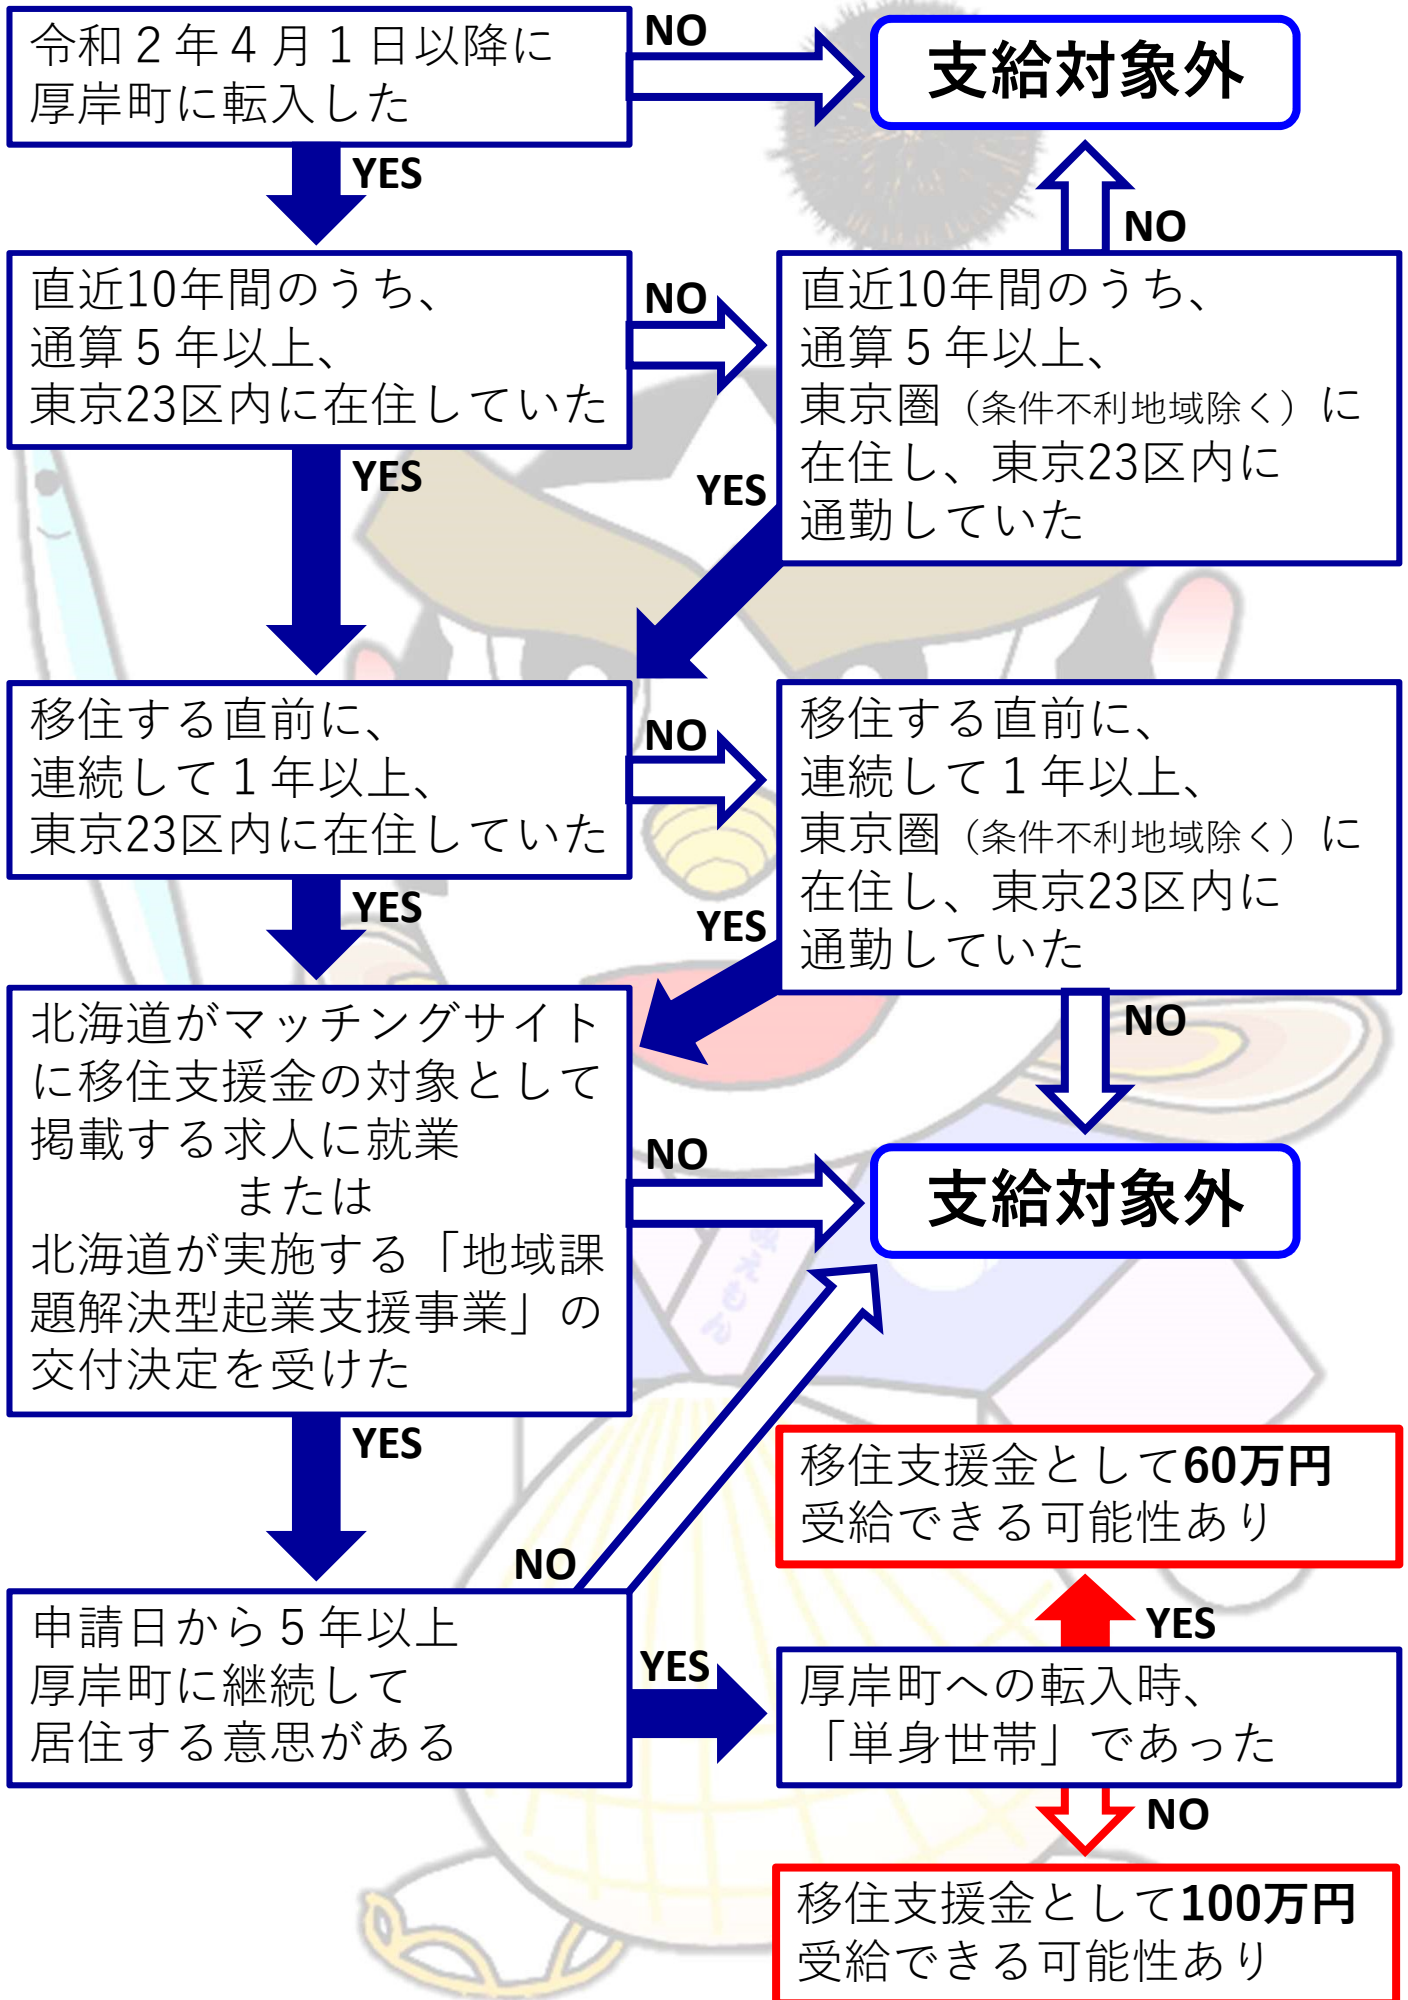 令和２年４月１日以降に
厚岸町に転入した
NO
支給対象外
YES
NO
直近10年間のうち、
通算５年以上、
東京23区内に在住していた
NO
直近10年間のうち、
通算５年以上、
東京圏（条件不利地域除く）に
在住し、東京23区内に
通勤していた
YES
YES
移住する直前に、
連続して１年以上、
東京23区内に在住していた
NO
移住する直前に、
連続して１年以上、
東京圏（条件不利地域除く）に
在住し、東京23区内に
通勤していた
YES
YES
NO
北海道がマッチングサイト
に移住支援金の対象として
掲載する求人に就業
または
北海道が実施する「地域課
題解決型起業支援事業」の
交付決定を受けた
NO
支給対象外
YES
NO
移住支援金として60万円
受給できる可能性あり
YES
申請日から５年以上
厚岸町に継続して
居住する意思がある
YES
厚岸町への転入時、
「単身世帯」であった
NO
移住支援金として100万円
受給できる可能性あり